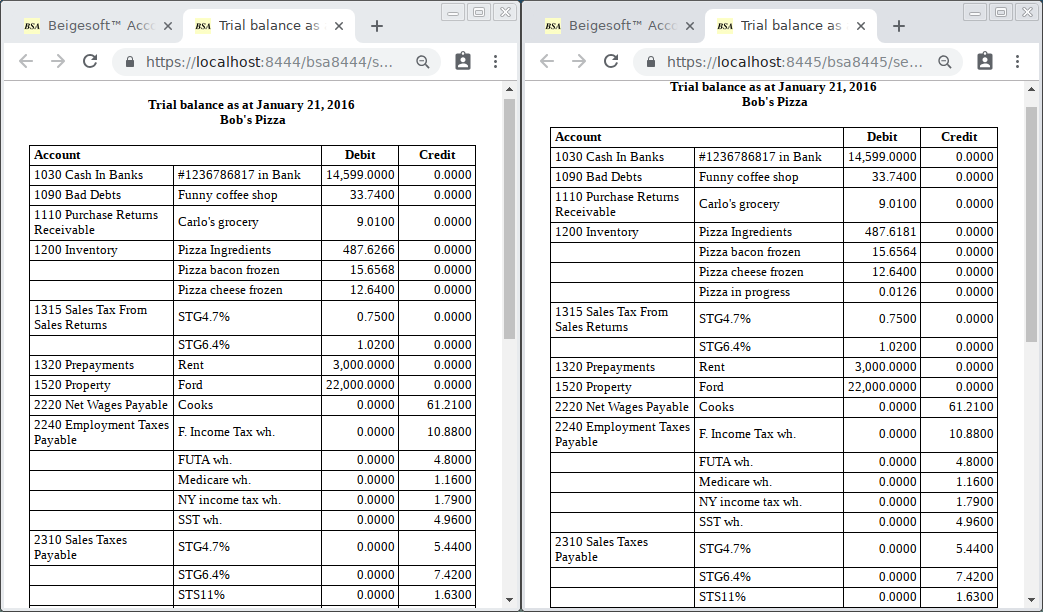 BSA Beigesoft™ Acco
BSA Trial balance as
https://localhost:8444/bsa8444/s...
Trial balance as at January 21, 2016
Bob's Pizza
Account Debit Credit
1030 Cash In Banks #1236786817 in Bank 14,599.0000 0.0000
1090 Bad Debts Funny coffee shop 33.7400 0.0000
1110 Purchase Returns
Receivable Carlo's grocery 9.0100 0.0000
1200 Inventory Pizza Ingredients 487.6266 0.0000
Pizza bacon frozen 15.6568 0.0000
Pizza cheese frozen 12.6400 0.0000
1315 Sales Tax From
Sales Returns STG4.7% 0.7500 0.0000
STG6.4% 1.0200 0.0000
1320 Prepayments Rent 3,000.0000 0.0000
1520 Property Ford 22,000.0000 0.0000
2220 Net Wages Payable Cooks 0.0000 61.2100
2240 Employment Taxes
Payable F. Income Tax wh. 0.0000 10.8800
FUTA wh. 0.0000 4.8000
Medicare wh. 0.0000 1.1600
NY income tax wh. 0.0000 1.7900
SST wh. 0.0000 4.9600
2310 Sales Taxes
Payable STG4.7% 0.0000 5.4400
STG6.4% 0.0000 7.4200
STS11% 0.0000 1.6300
BSA Beigesoft™ Acco
BSA Trial balance as
https://localhost:8445/bsa8445/se...
Trial balance as at January 21, 2016
Bob's Pizza
Account Debit Credit
1030 Cash In Banks #1236786817 in Bank 14,599.0000 0.0000
1090 Bad Debts Funny coffee shop 33.7400 0.0000
1110 Purchase Returns
Receivable Carlo's grocery 9.0100 0.0000
1200 Inventory Pizza Ingredients 487.6181 0.0000
Pizza bacon frozen 15.6564 0.0000
Pizza cheese frozen 12.6400 0.0000
Pizza in progress 0.0126 0.0000
1315 Sales Tax From
Sales Returns STG4.7% 0.7500 0.0000
STG6.4% 1.0200 0.0000
1320 Prepayments Rent 3,000.0000 0.0000
1520 Property Ford 22,000.0000 0.0000
2220 Net Wages Payable Cooks 0.0000 61.2100
2240 Employment Taxes
Payable F. Income Tax wh. 0.0000 10.8800
FUTA wh. 0.0000 4.8000
Medicare wh. 0.0000 1.1600
NY income tax wh. 0.0000 1.7900
SST wh. 0.0000 4.9600
2310 Sales Taxes
Payable STG4.7% 0.0000 5.4400
STG6.4% 0.0000 7.4200
STS11% 0.0000 1.6300